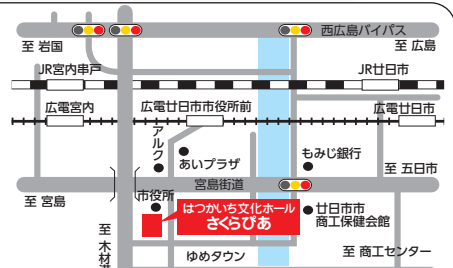 西広島バイパス
至 岩国
至 広島
JR宮内串戸
JR廿日市
広電宮内
広電廿日市市役所前
広電廿日市
アルク
あいプラザ
もみじ銀行
至 五日市
宮島街道
至 宮島
市役所
はつかいち文化ホール
さくらぴあ
廿日市市
商工保健会館
至 木材港
ゆめタウン
至 商工センター